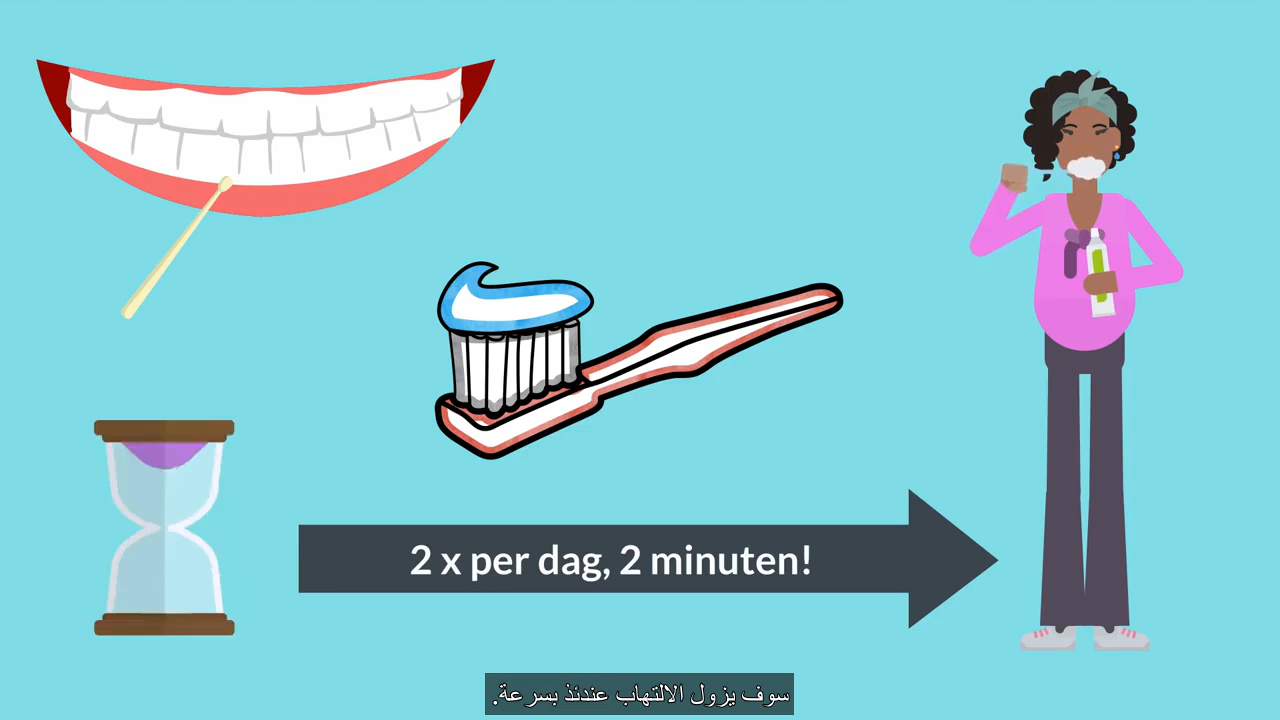 2 x per dag, 2 minuten!
سوف يزول الالتهاب عندئذ بسرعة.